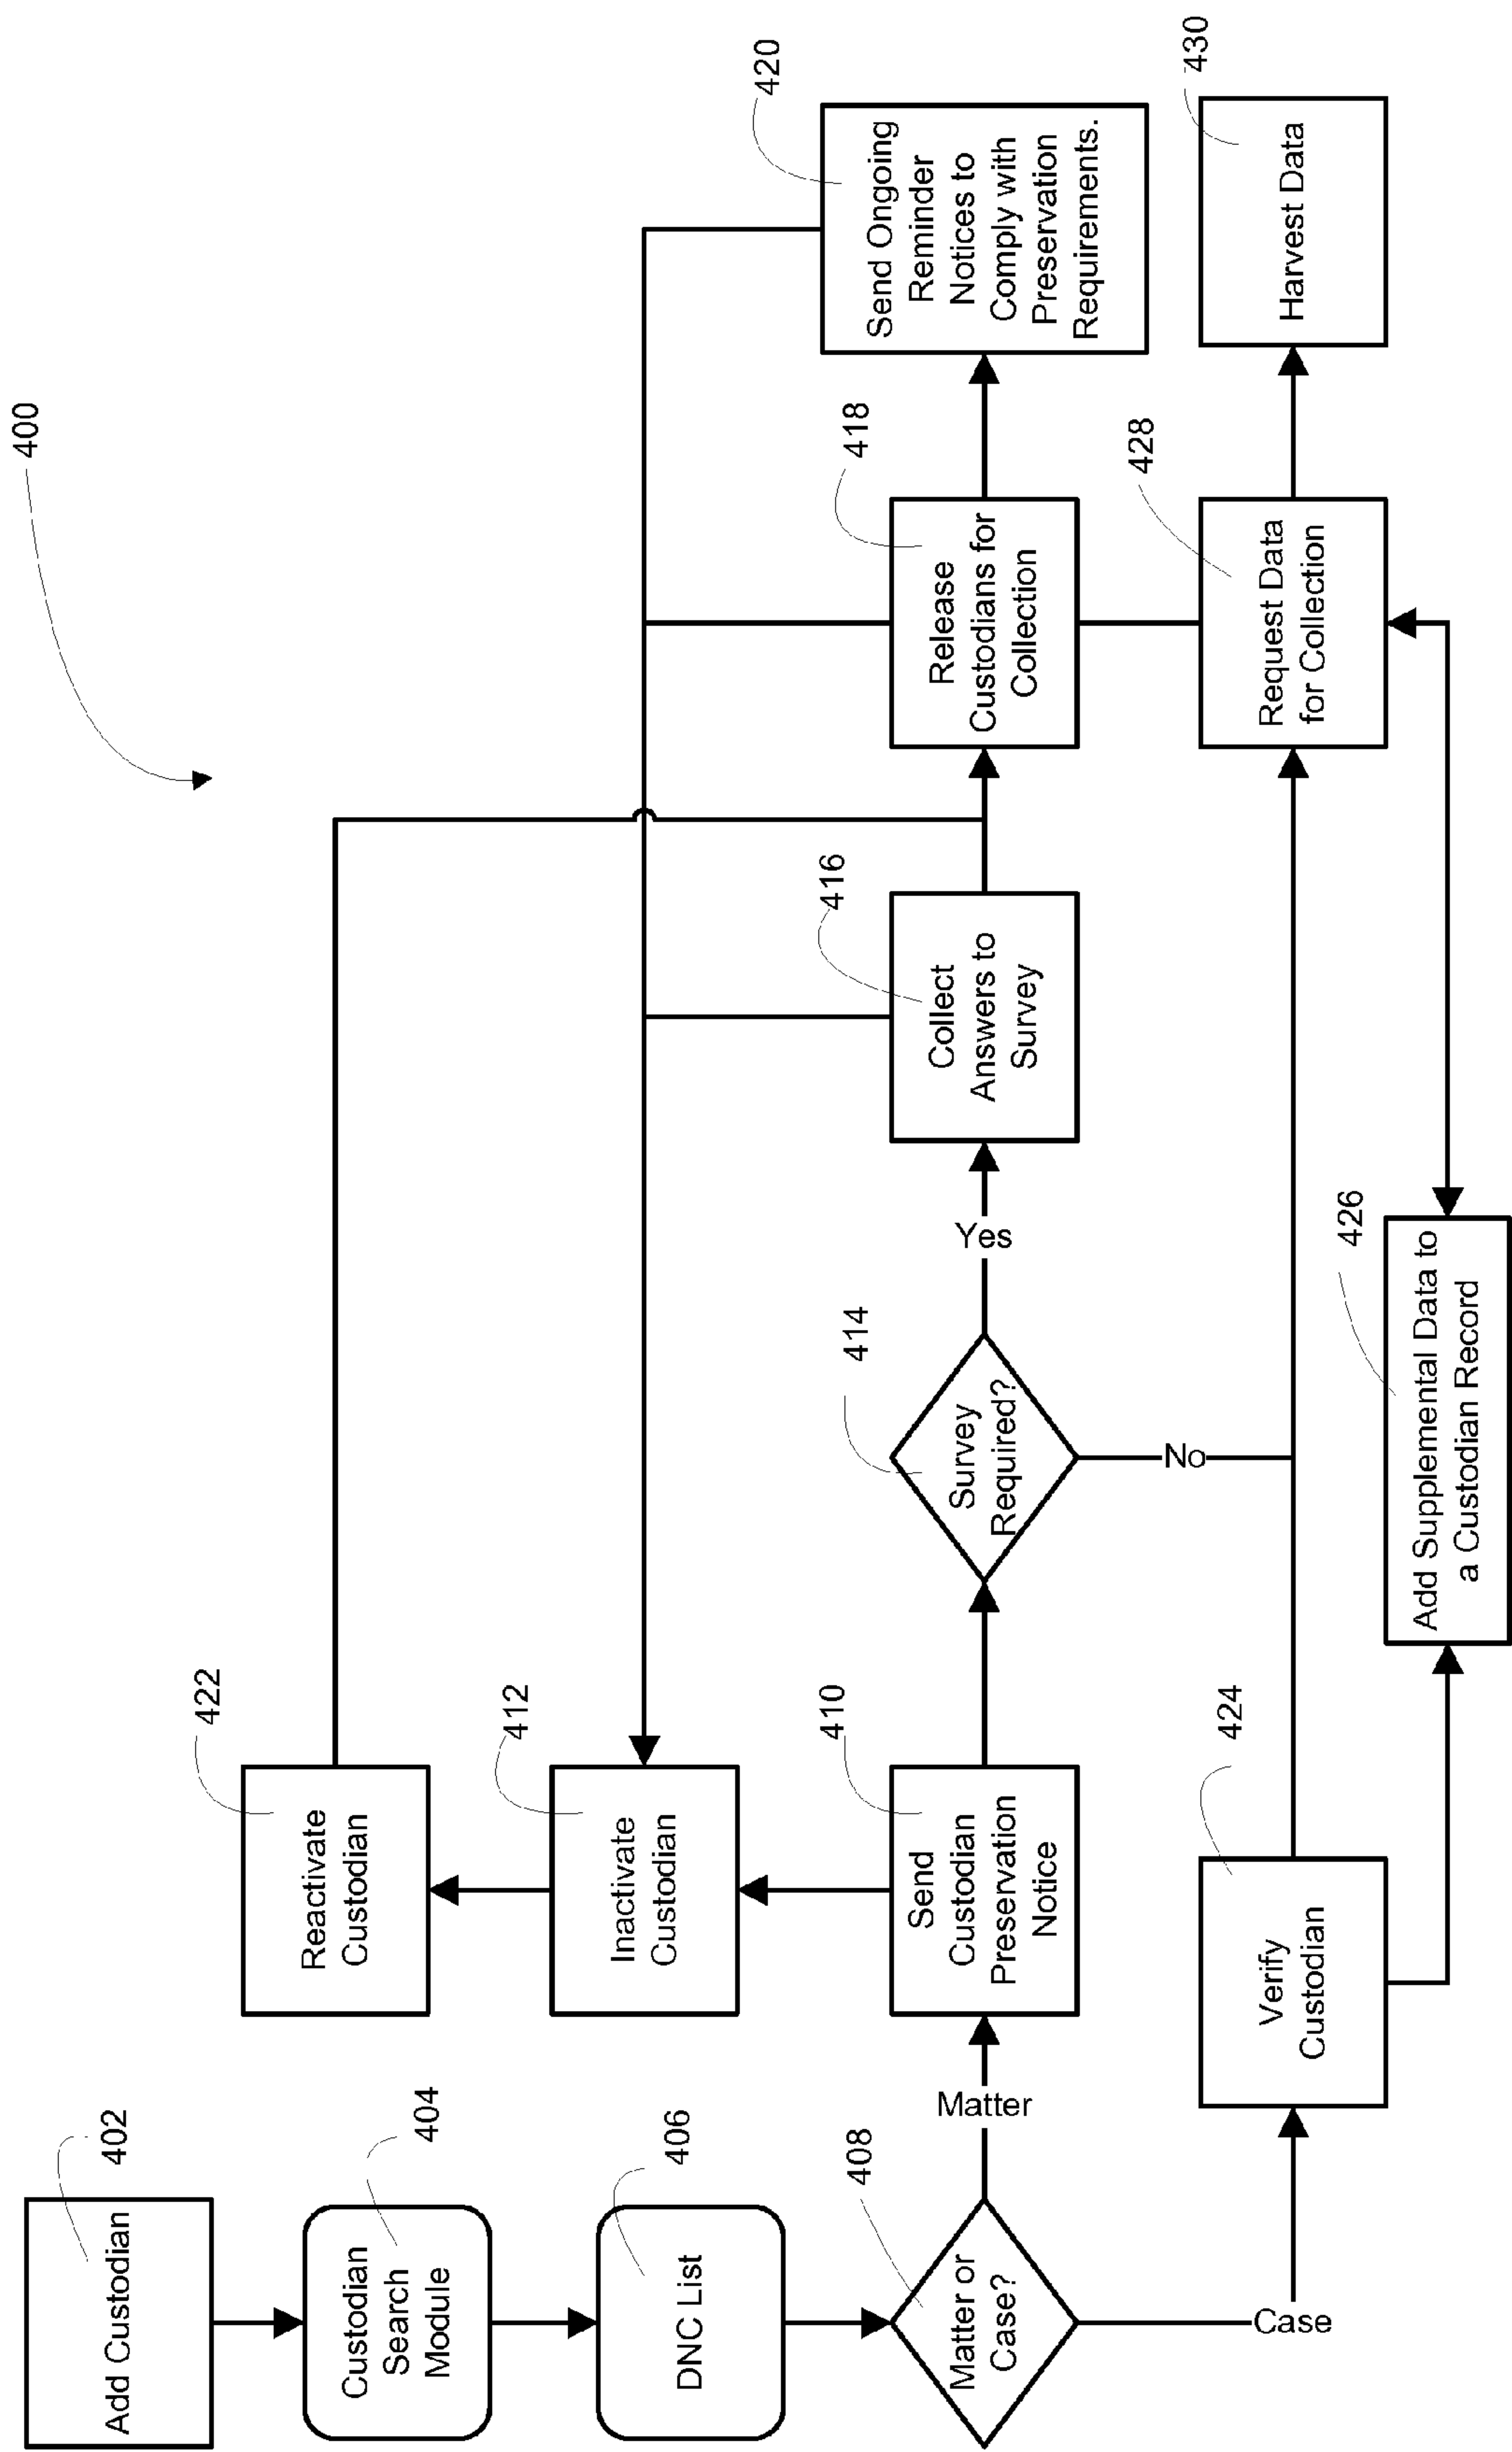 400
402
Add Custodian
404
Custodian
Search
Module
406
DNC List
408
Matter or
Case?
Matter
Case
422
Reactivate
Custodian
412
Inactivate
Custodian
410
Send
Custodian
Preservation
Notice
414
Survey
Required?
Yes
No
416
Collect
Answers to
Survey
418
Release
Custodians for
Collection
420
Send Ongoing
Reminder
Notices to
Comply with
Preservation
Requirements.
424
Verify
Custodian
426
Add Supplemental Data to
a Custodian Record
428
Request Data
for Collection
430
Harvest Data